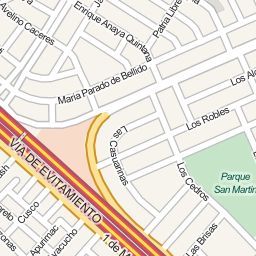 Avelino Caceres
Enrique Anaya Quintana
Patria Libre
Maria Parado de Bellido
Los Al
Los Robles
Las
Casuarinas
VIA DE EVITAMIENTO
Parque
San Martin
Los Cedros
Cusco
Apurimac
Ayacucho
1 de M
Las Brisas